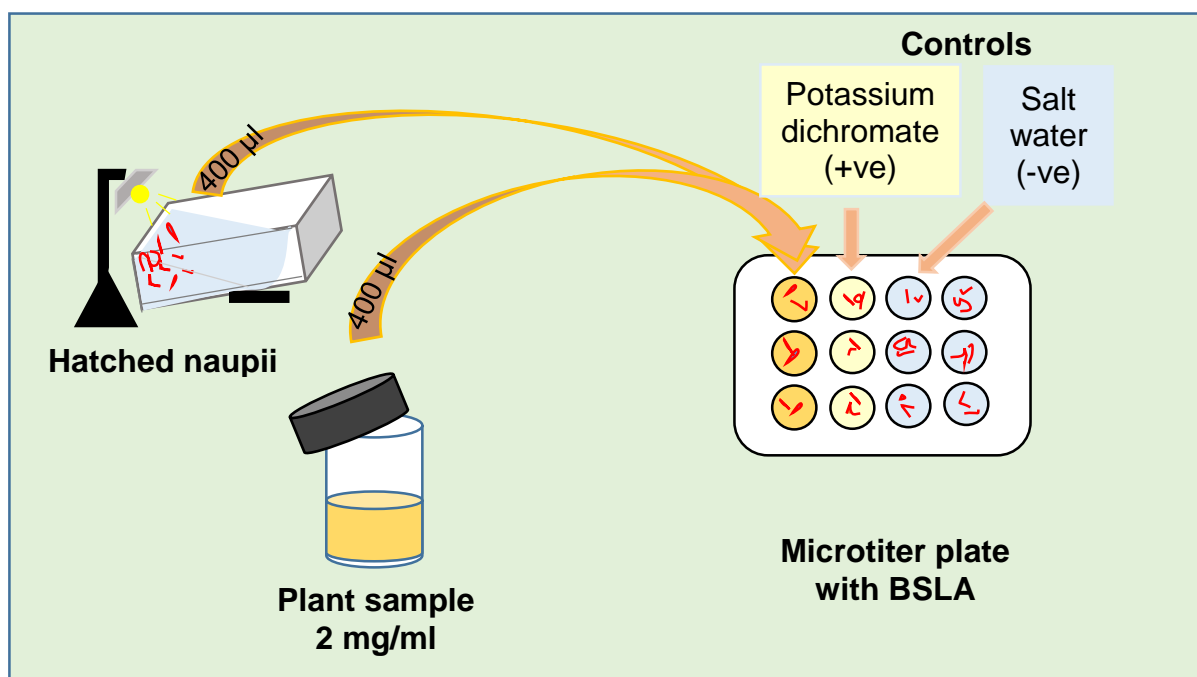 Controls
Potassium
dichromate
(+ve)
Salt
water
(-ve)
400 µl
400 µl
Hatched naupii
Plant sample
2 mg/ml
Microtiter plate
with BSLA